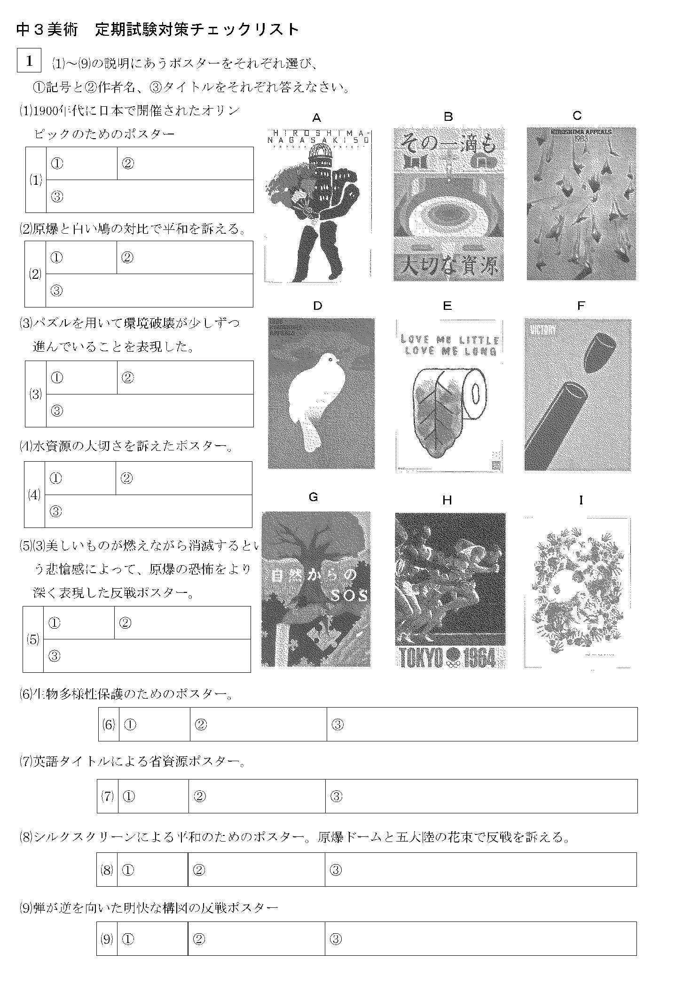 中３美術　定期試験対策チェックリスト
1 ⑴～⑼の説明にあうポスターをそれぞれ選び、
①記号と②作者名、③タイトルをそれぞれ答えなさい。
⑴1900年代に日本で開催されたオリン
ピックのためのポスター
⑴ ① ②
③
⑵原爆と白い鳩の対比で平和を訴える。
⑵ ① ②
③
⑶パズルを用いて環境破壊が少しずつ
進んでいることを表現した。
⑶ ① ②
③
⑷水資源の大切さを訴えたポスター。
⑷ ① ②
③
⑸⑶美しいものが燃えながら消滅するとい
う悲愴感によって、原爆の恐怖をより
深く表現した反戦ポスター。
⑸ ① ②
③
A
HIROSHIMA-
NAGASAKI50
B
その一滴も
大切な資源
C
HIROSHIMA APPEALS
1983
D
E
LOVE ME LITTLE
LOVE ME LONG
F
VICTORY
G
自然からの
SOS
H
TOKYO 1964
I
⑹生物多様性保護のためのポスター。
⑹ ① ② ③
⑺英語タイトルによる省資源ポスター。
⑺ ① ② ③
⑻シルクスクリーンによる平和のためのポスター。原爆ドームと五大陸の花束で反戦を訴える。
⑻ ① ② ③
⑼弾が逆を向いた明快な構図の反戦ポスター
⑼ ① ② ③